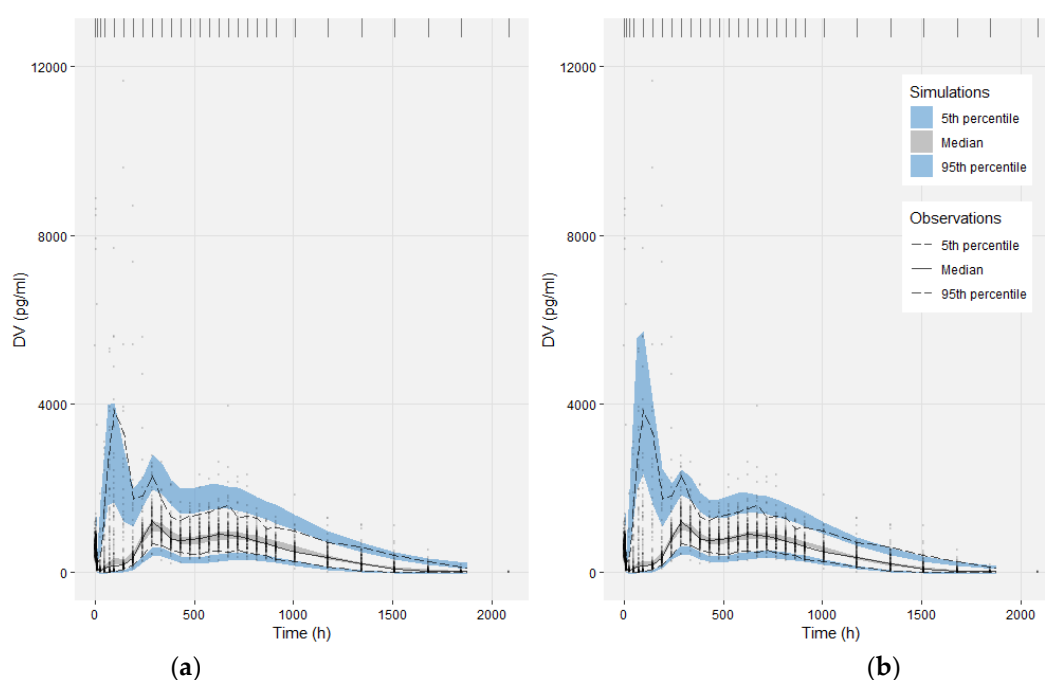 12000
8000
4000
0
DV (pg/ml)
0
500
1000
1500
2000
Time (h)
(a)
12000
8000
4000
0
DV (pg/ml)
0
500
1000
1500
2000
Time (h)
(b)
Simulations
5th percentile
Median
95th percentile
Observations
5th percentile
Median
95th percentile